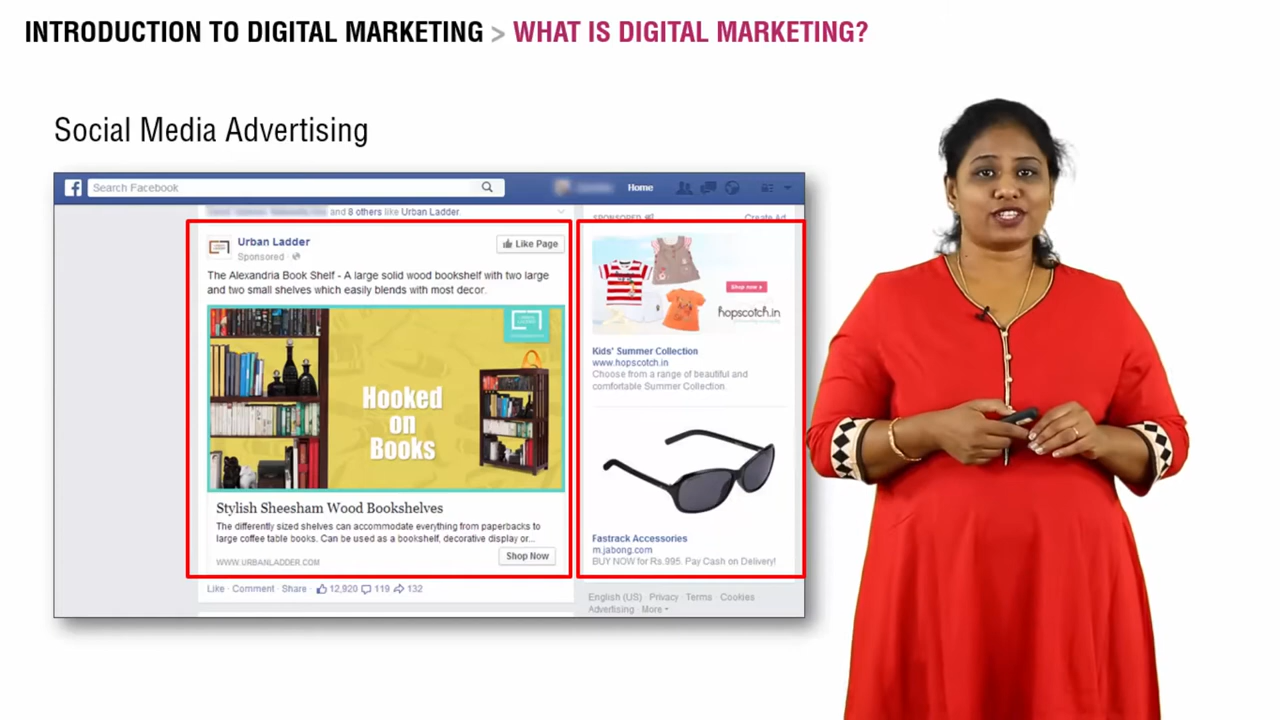 INTRODUCTION TO DIGITAL MARKETING > WHAT IS DIGITAL MARKETING?
Social Media Advertising
Search Facebook
Home
and 8 others like Urban Ladder.
Urban Ladder
Sponsored ·
Like Page
The Alexandria Book Shelf - A large solid wood bookshelf with two large
and two small shelves which easily blends with most decor.
Hooked
on
Books
Stylish Sheesham Wood Bookshelves
The differently sized shelves can accommodate everything from paperbacks to
large coffee table books. Can be used as a bookshelf, decorative display or...
WWW.URBANLADDER.COM
Shop Now
Like · Comment · Share · 12,920 119 132
SPONSORED
Create Ad
Shop now
hopscotch.in
Kids' Summer Collection
www.hopscotch.in
Choose from a range of beautiful and
comfortable Summer Collection.
Fastrack Accessories
m.jabong.com
BUY NOW for Rs.995. Pay Cash on Delivery!
English (US) · Privacy · Terms · Cookies
Advertising · More